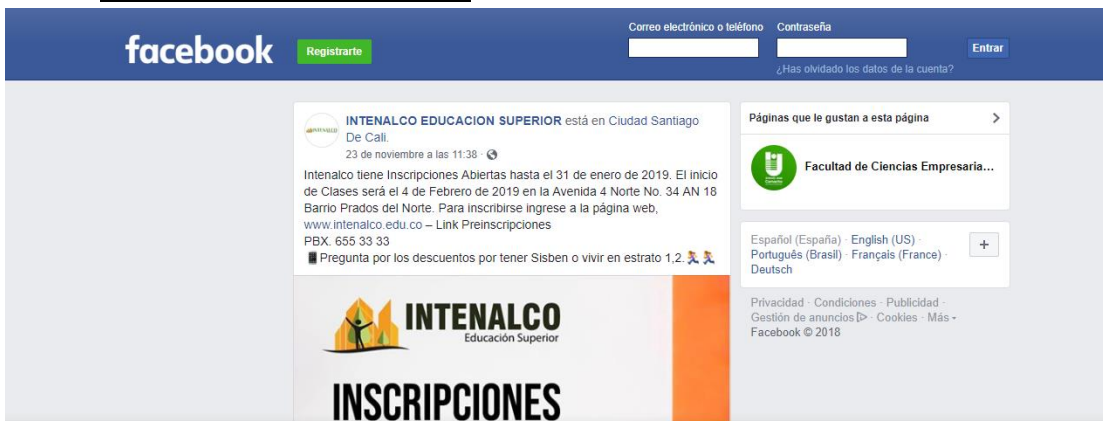 facebook
Registrarte
Correo electrónico o teléfono
Contraseña
Entrar
¿Has olvidado los datos de la cuenta?
INTENALCO EDUCACION SUPERIOR está en Ciudad Santiago
De Cali.
23 de noviembre a las 11:38 ·
Intenalco tiene Inscripciones Abiertas hasta el 31 de enero de 2019. El inicio
de Clases será el 4 de Febrero de 2019 en la Avenida 4 Norte No. 34 AN 18
Barrio Prados del Norte. Para inscribirse ingrese a la página web,
www.intenalco.edu.co – Link Preinscripciones
PBX. 655 33 33
Pregunta por los descuentos por tener Sisben o vivir en estrato 1,2.
INTENALCO
Educación Superior
INSCRIPCIONES
Páginas que le gustan a esta página
Facultad de Ciencias Empresaria...
Español (España) · English (US) ·
Português (Brasil) · Français (France) ·
Deutsch
Privacidad · Condiciones · Publicidad ·
Gestión de anuncios · Cookies · Más
Facebook © 2018